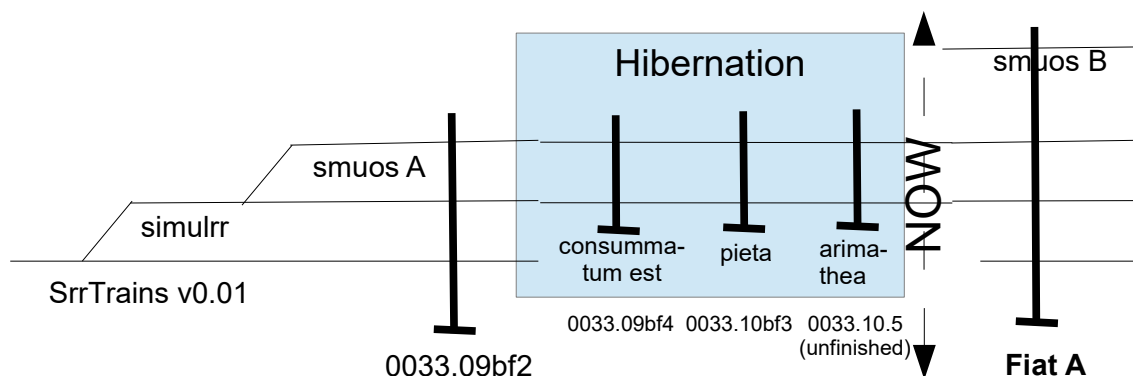 Hibernation
smuos B
smuos A
simulrr
SrrTrains v0.01
consumma-
tum est
pieta
arima-
thea
NOW
0033.09bf4
0033.10bf3
0033.10.5
(unfinished)
0033.09bf2
Fiat A